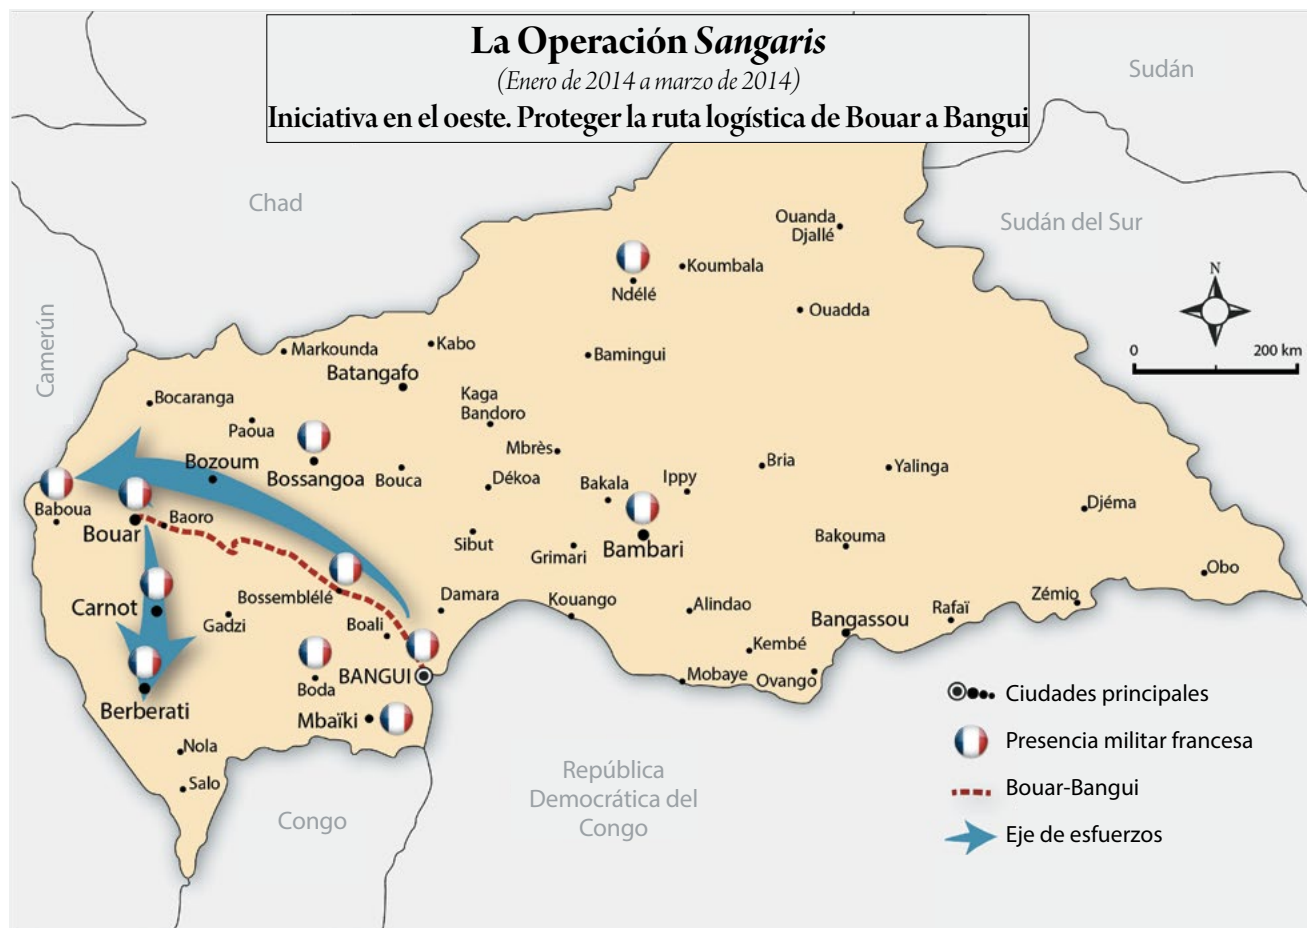 La Operación Sangaris
(Enero de 2014 a marzo de 2014)
Iniciativa en el oeste. Proteger la ruta logística de Bouar a Bangui
Sudán
Chad
Sudán del Sur
Camerún
Ouanda
Djallé
Koumbala
Ndélé
Ouadda
N
0 200 km
Markounda
Kabo
Bamingui
Batangafo
Bocaranga
Kaga
Bandoro
Paoua
Mbrès
Bozoum
Bossangoa
Bouca
Dékoa
Bakala
Ippy
Bria
Yalinga
Baboua
Bouar
Baoro
Djéma
Sibut
Grimari
Bambari
Bakouma
Obo
Carnot
Bossemblélé
Gadzi
Damara
Kouango
Alindao
Zémio
Rafaï
Boali
Bangassou
Kembé
Boda
BANGUI
Mobaye
Ovango
Berberati
Mbaïki
Nola
Salo
Congo
República
Democrática del
Congo
Ciudades principales
Presencia militar francesa
Bouar-Bangui
Eje de esfuerzos